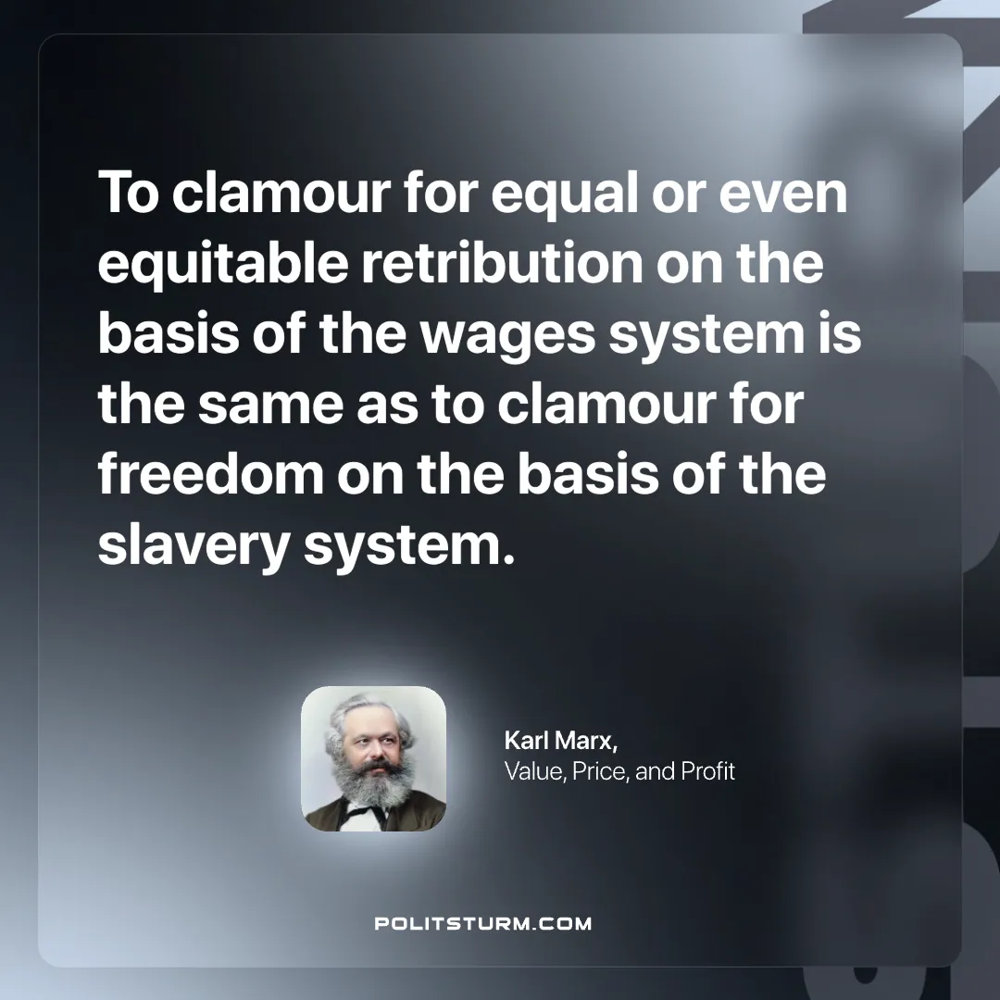 To clamour for equal or even
equitable retribution on the
basis of the wages system is
the same as to clamour for
freedom on the basis of the
slavery system.
Karl Marx,
Value, Price, and Profit
POLITSTURM.COM